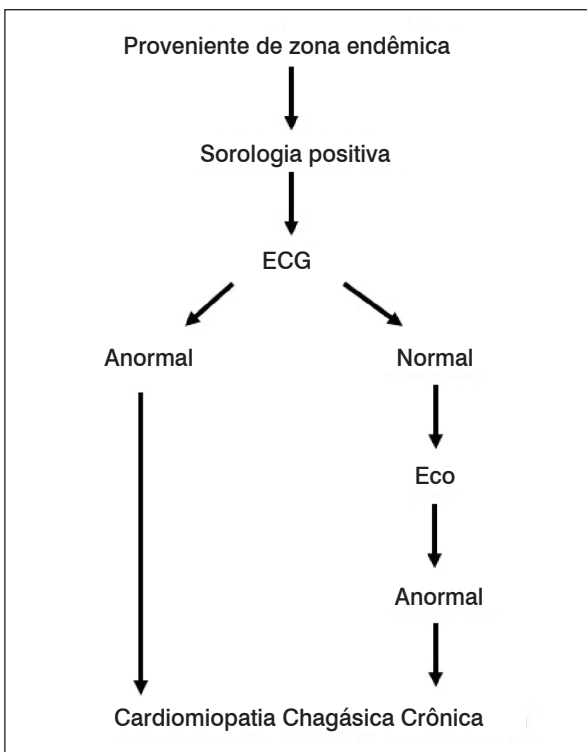 Proveniente de zona endêmica
Sorologia positiva
ECG
Anormal
Normal
Eco
Anormal
Cardiomiopatia Chagásica Crônica